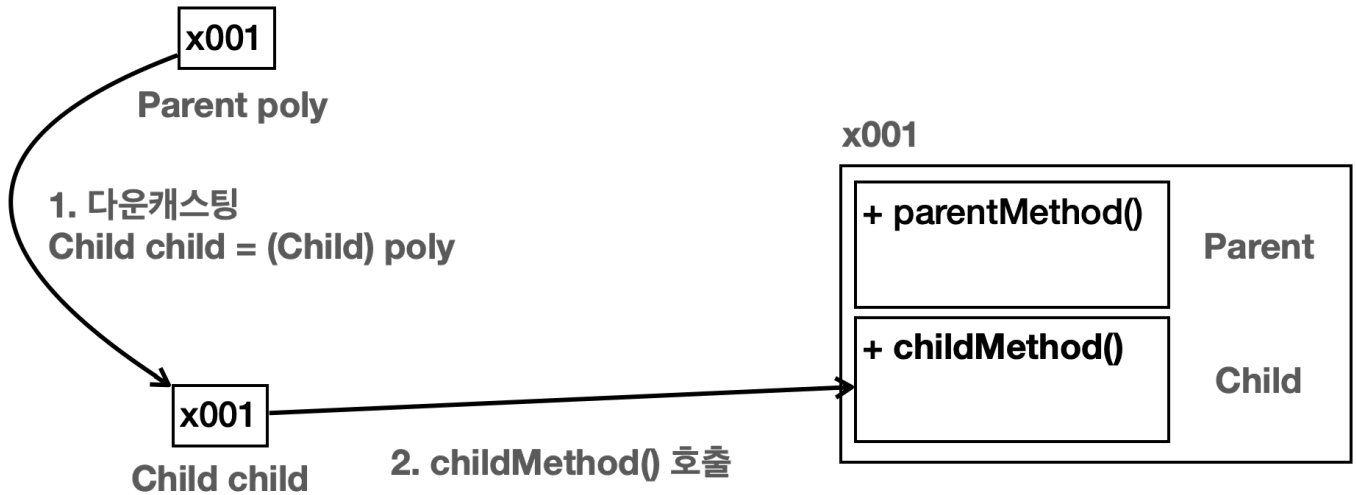 x001
Parent poly
x001
1. 다운캐스팅
Child child = (Child) poly
+ parentMethod()
Parent
+ childMethod()
Child
x001
Child child
2. childMethod() 호출